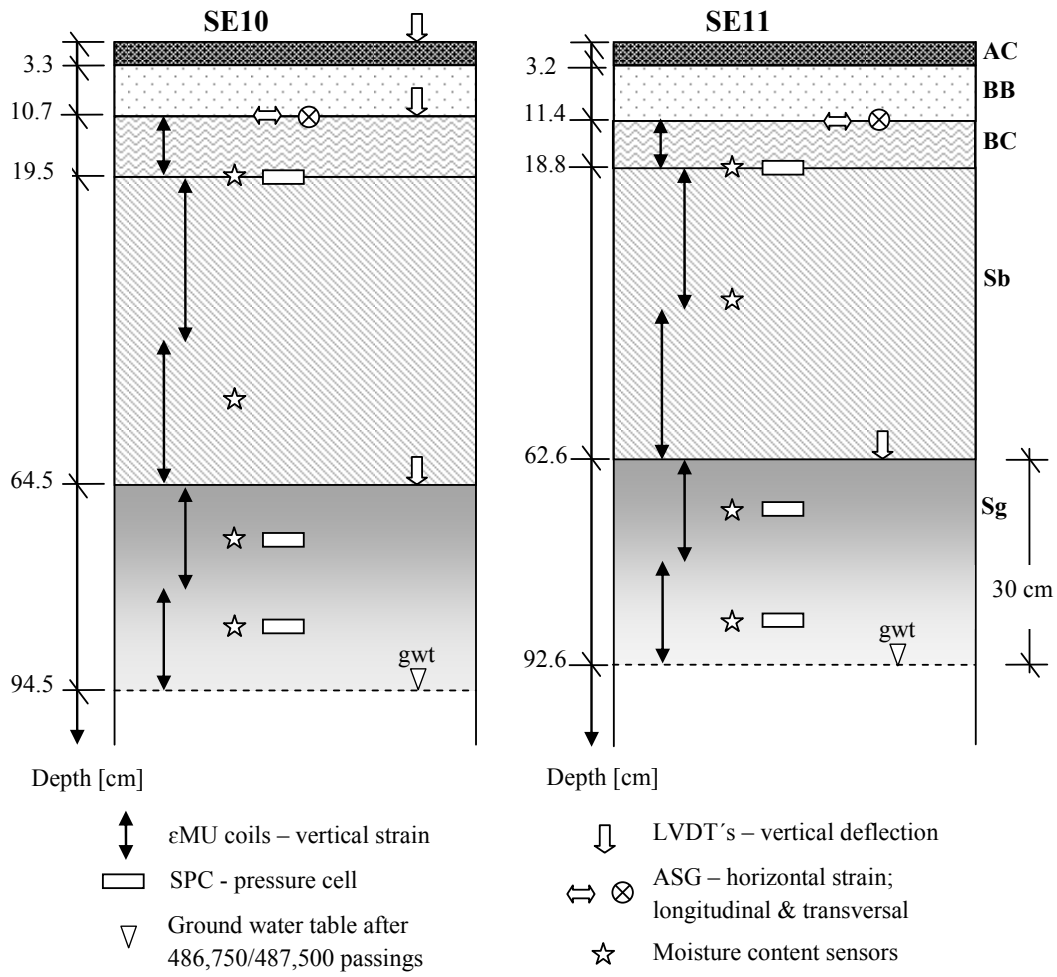 SE10
SE11
AC
3.3
3.2
BB
10.7
11.4
BC
19.5
18.8
Sb
64.5
62.6
Sg
30 cm
gwt
gwt
94.5
92.6
Depth [cm]
Depth [cm]
εMU coils – vertical strain
SPC - pressure cell
Ground water table after
486,750/487,500 passings
LVDT´s – vertical deflection
ASG – horizontal strain;
longitudinal & transversal
Moisture content sensors